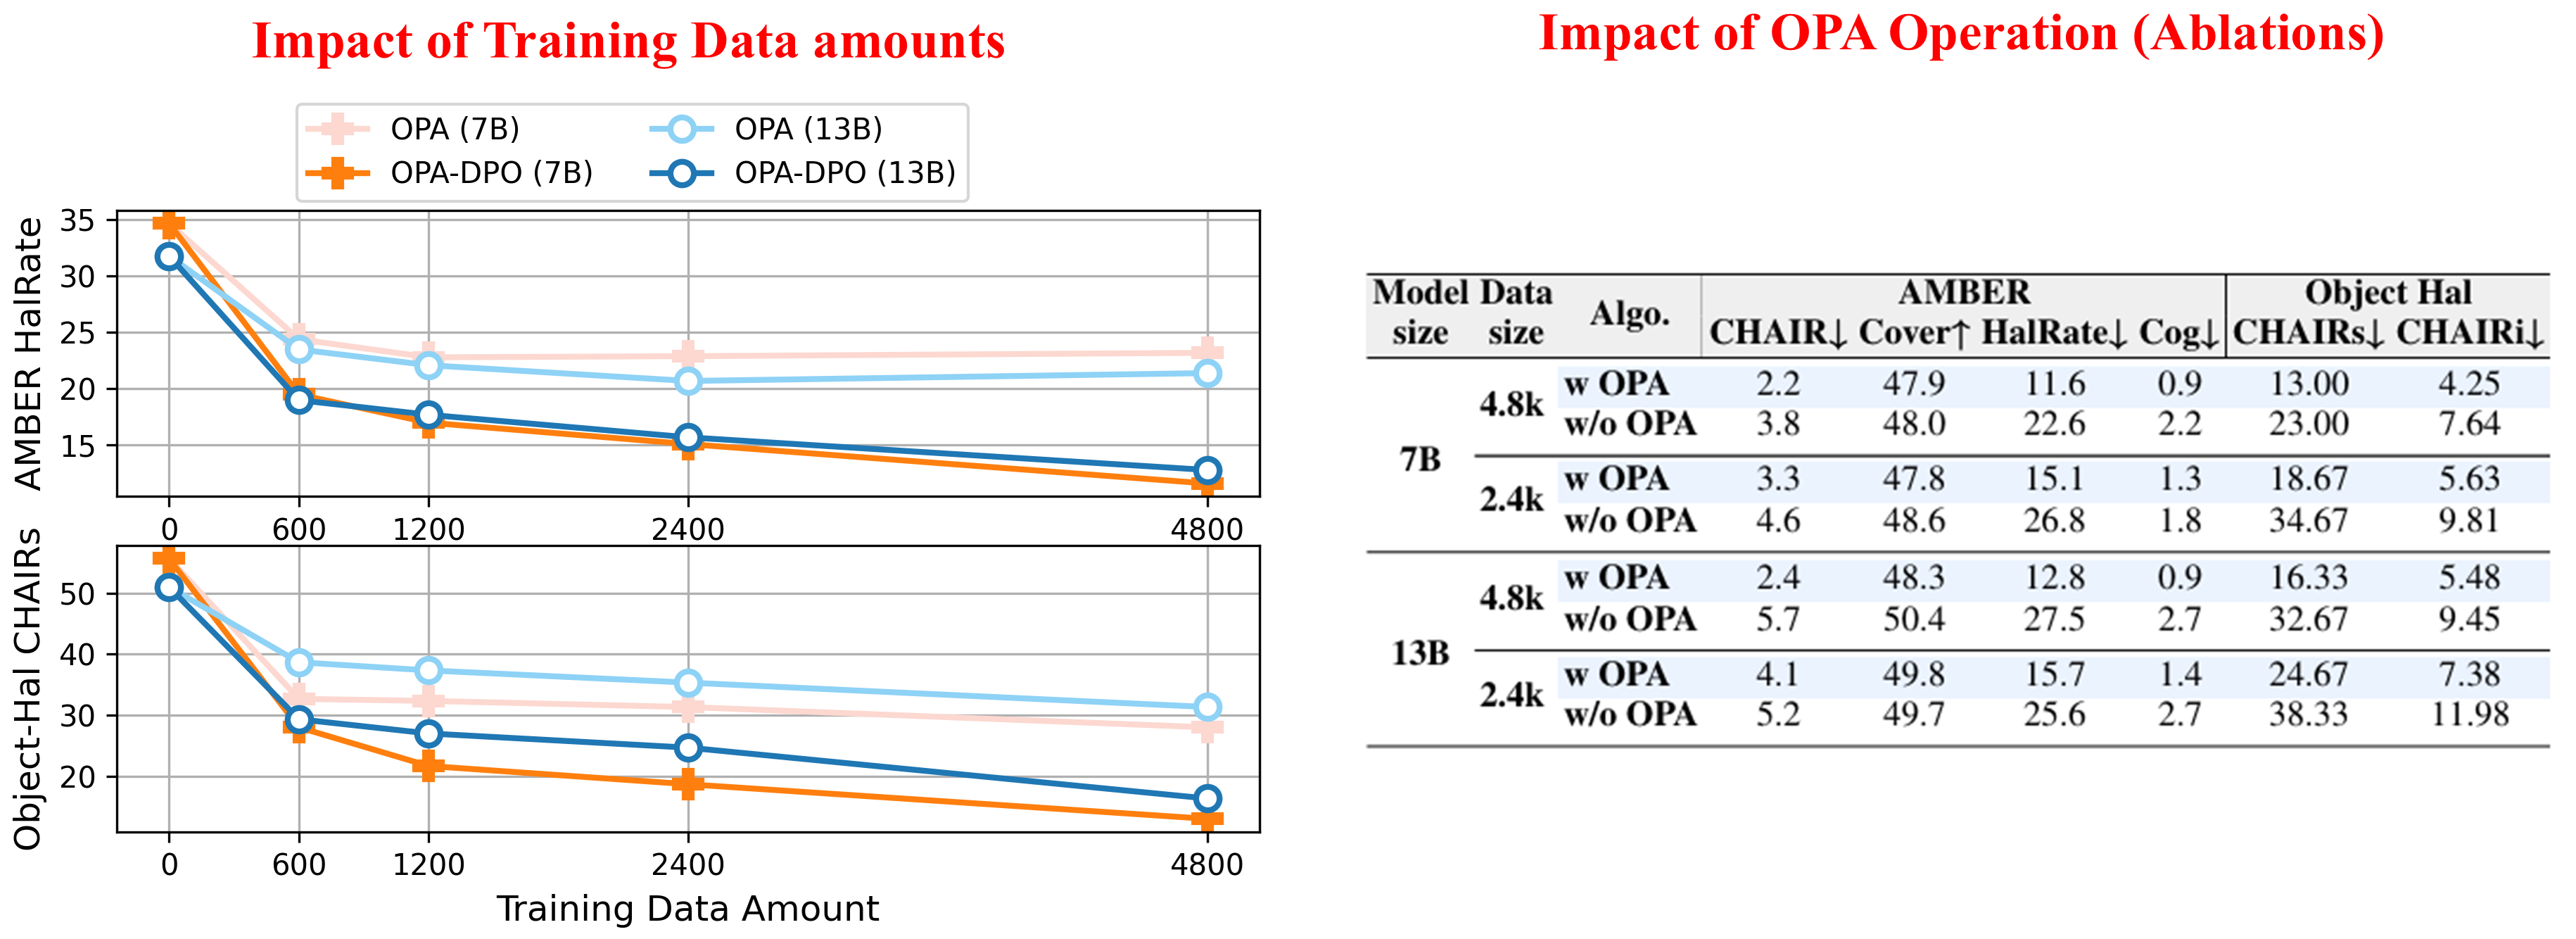 Impact of Training Data amounts
OPA (7B)
OPA-DPO (7B)
OPA (13B)
OPA-DPO (13B)
AMBER HalRate
35
30
25
20
15
0 600 1200 2400 4800
Object-Hal CHAIRs
50
40
30
20
0 600 1200 2400 4800
Training Data Amount
Impact of OPA Operation (Ablations)
Model size Data size Algo. AMBER Object Hal
CHAIR↓ Cover↑ HalRate↓ Cog↓ CHAIRs↓ CHAIRi↓
7B
4.8k
w OPA 2.2 47.9 11.6 0.9 13.00 4.25
w/o OPA 3.8 48.0 22.6 2.2 23.00 7.64
2.4k
w OPA 3.3 47.8 15.1 1.3 18.67 5.63
w/o OPA 4.6 48.6 26.8 1.8 34.67 9.81
13B
4.8k
w OPA 2.4 48.3 12.8 0.9 16.33 5.48
w/o OPA 5.7 50.4 27.5 2.7 32.67 9.45
2.4k
w OPA 4.1 49.8 15.7 1.4 24.67 7.38
w/o OPA 5.2 49.7 25.6 2.7 38.33 11.98